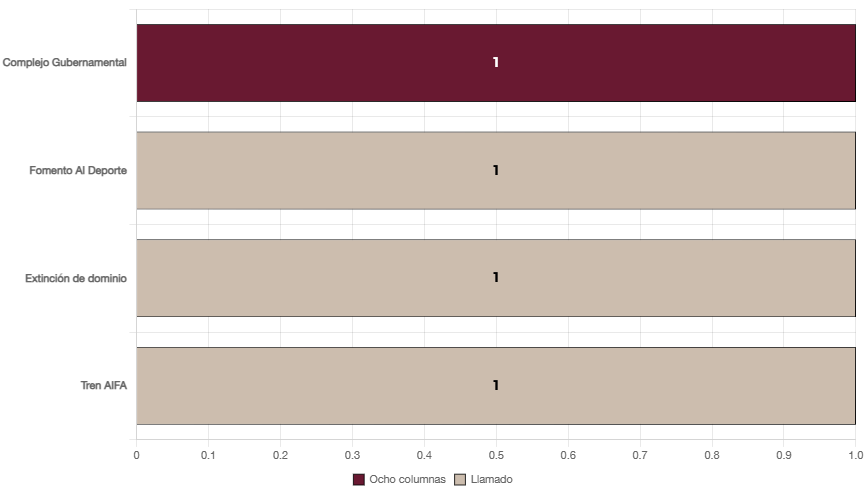 Complejo Gubernamental
1
Fomento Al Deporte
1
Extinción de dominio
1
Tren AIFA
1
0 0.1 0.2 0.3 0.4 0.5 0.6 0.7 0.8 0.9 1.0
Ocho columnas Llamado